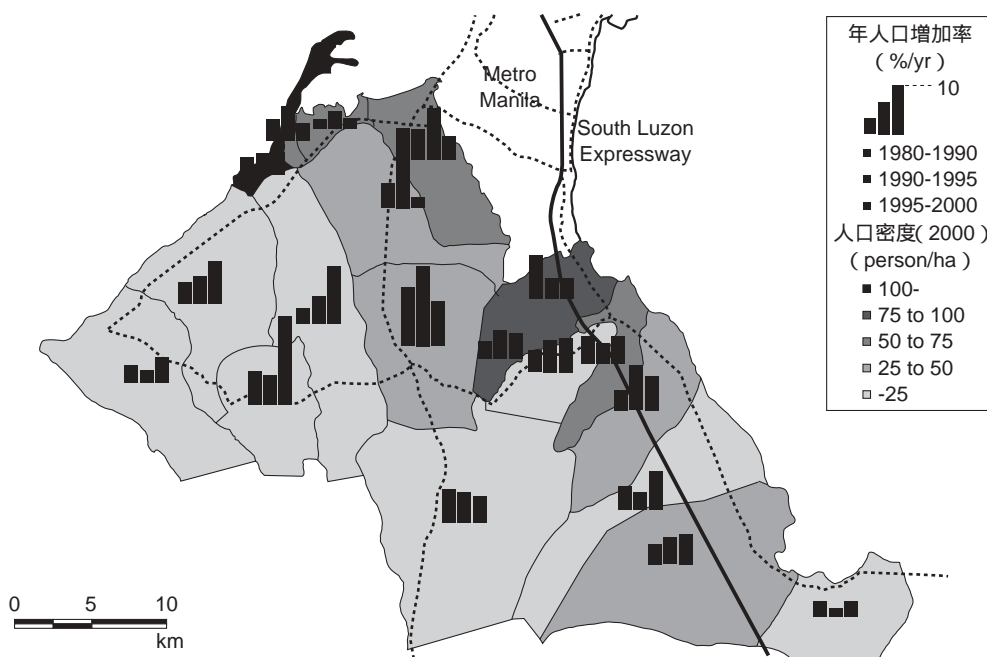 Metro
Manila
South Luzon
Expressway
年人口増加率
( %/yr )
10
1980-1990
1990-1995
1995-2000
人口密度( 2000 )
( person/ha )
100-
75 to 100
50 to 75
25 to 50
-25
0 5 10
km